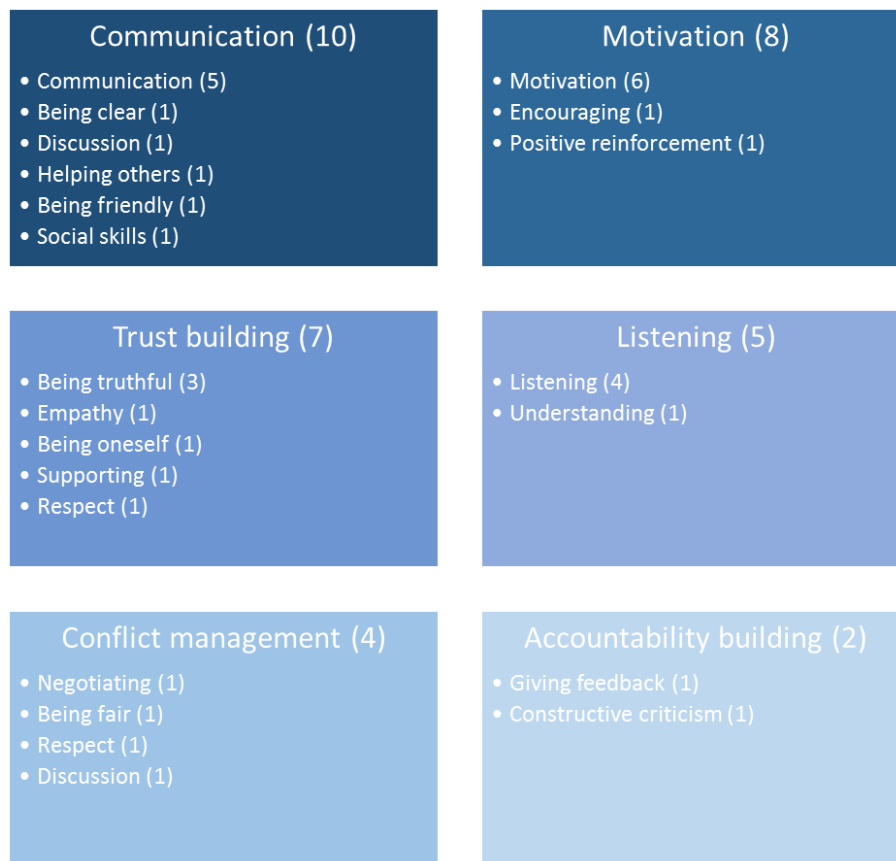 Communication (10)
• Communication (5)
• Being clear (1)
• Discussion (1)
• Helping others (1)
• Being friendly (1)
• Social skills (1)
Motivation (8)
• Motivation (6)
• Encouraging (1)
• Positive reinforcement (1)
Trust building (7)
• Being truthful (3)
• Empathy (1)
• Being oneself (1)
• Supporting (1)
• Respect (1)
Listening (5)
• Listening (4)
• Understanding (1)
Conflict management (4)
• Negotiating (1)
• Being fair (1)
• Respect (1)
• Discussion (1)
Accountability building (2)
• Giving feedback (1)
• Constructive criticism (1)